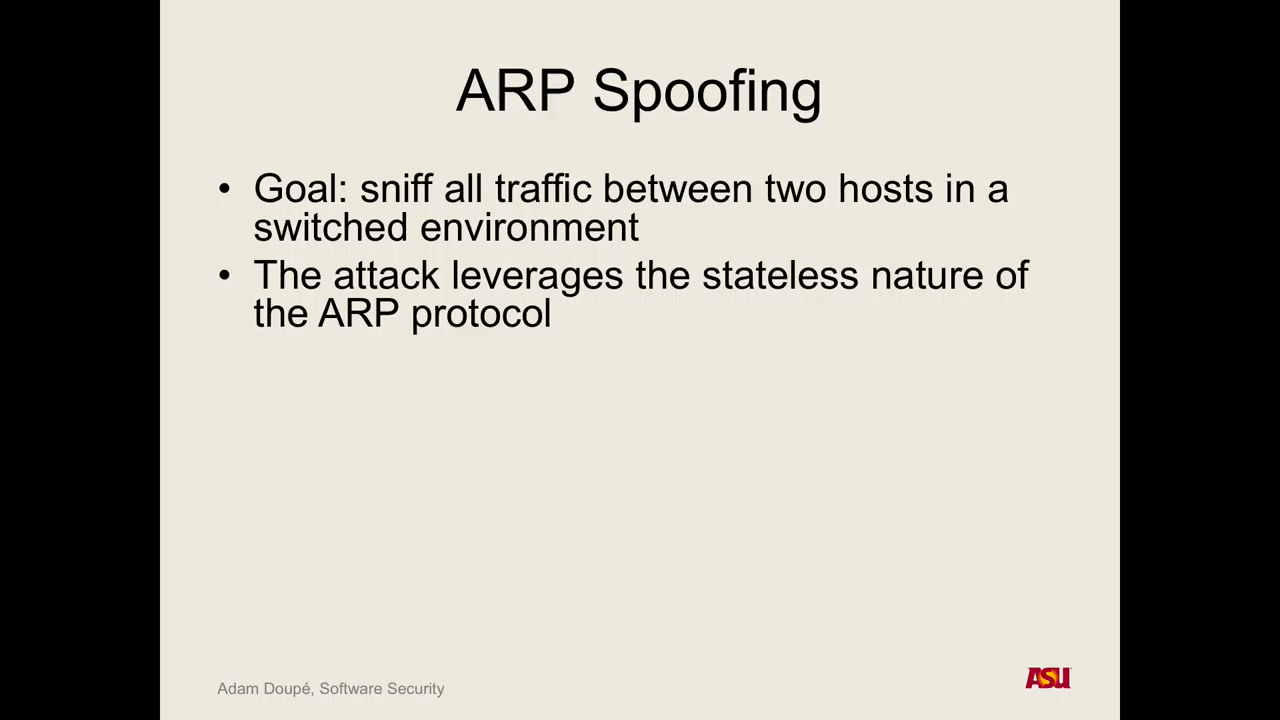 ARP Spoofing
• Goal: sniff all traffic between two hosts in a
switched environment
• The attack leverages the stateless nature of
the ARP protocol
Adam Doupé, Software Security
ASU